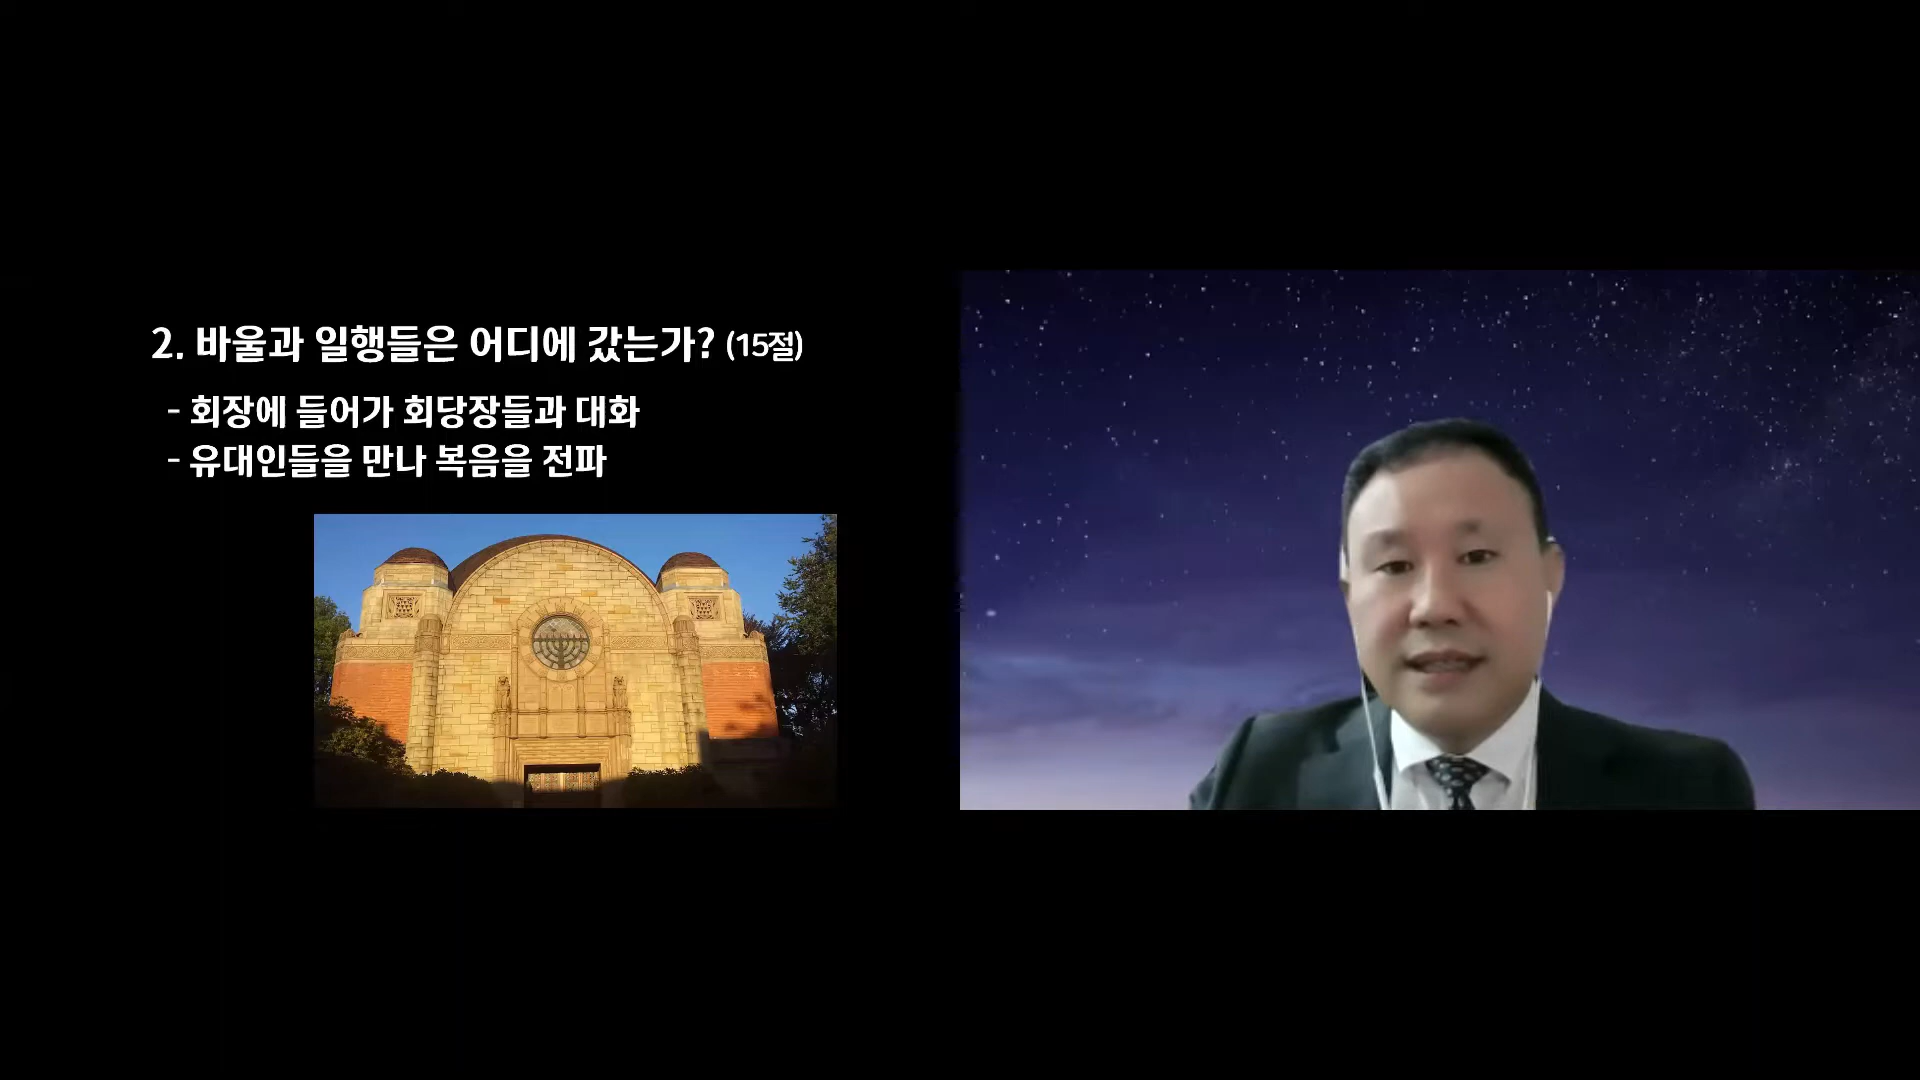 2. 바울과 일행들은 어디에 갔는가? (15절)
- 회장에 들어가 회당장들과 대화
- 유대인들을 만나 복음을 전파